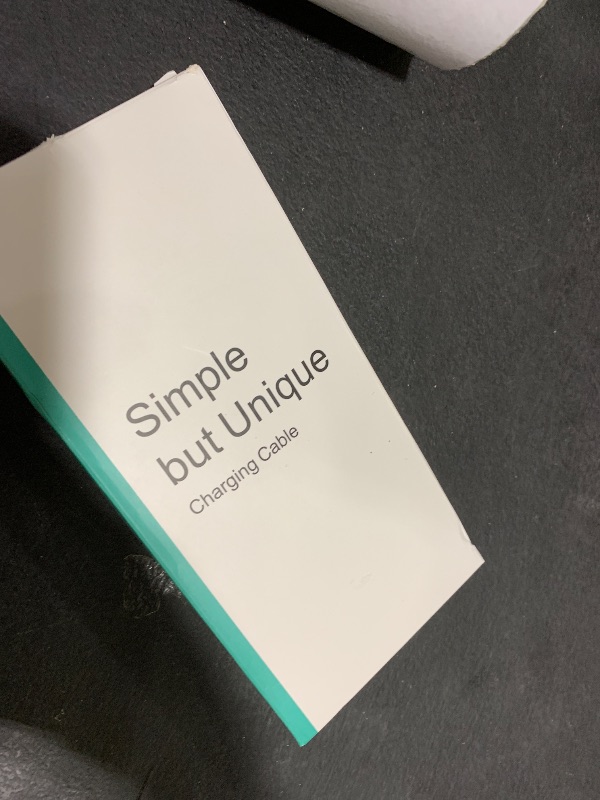 Simple
but Unique
Charging Cable